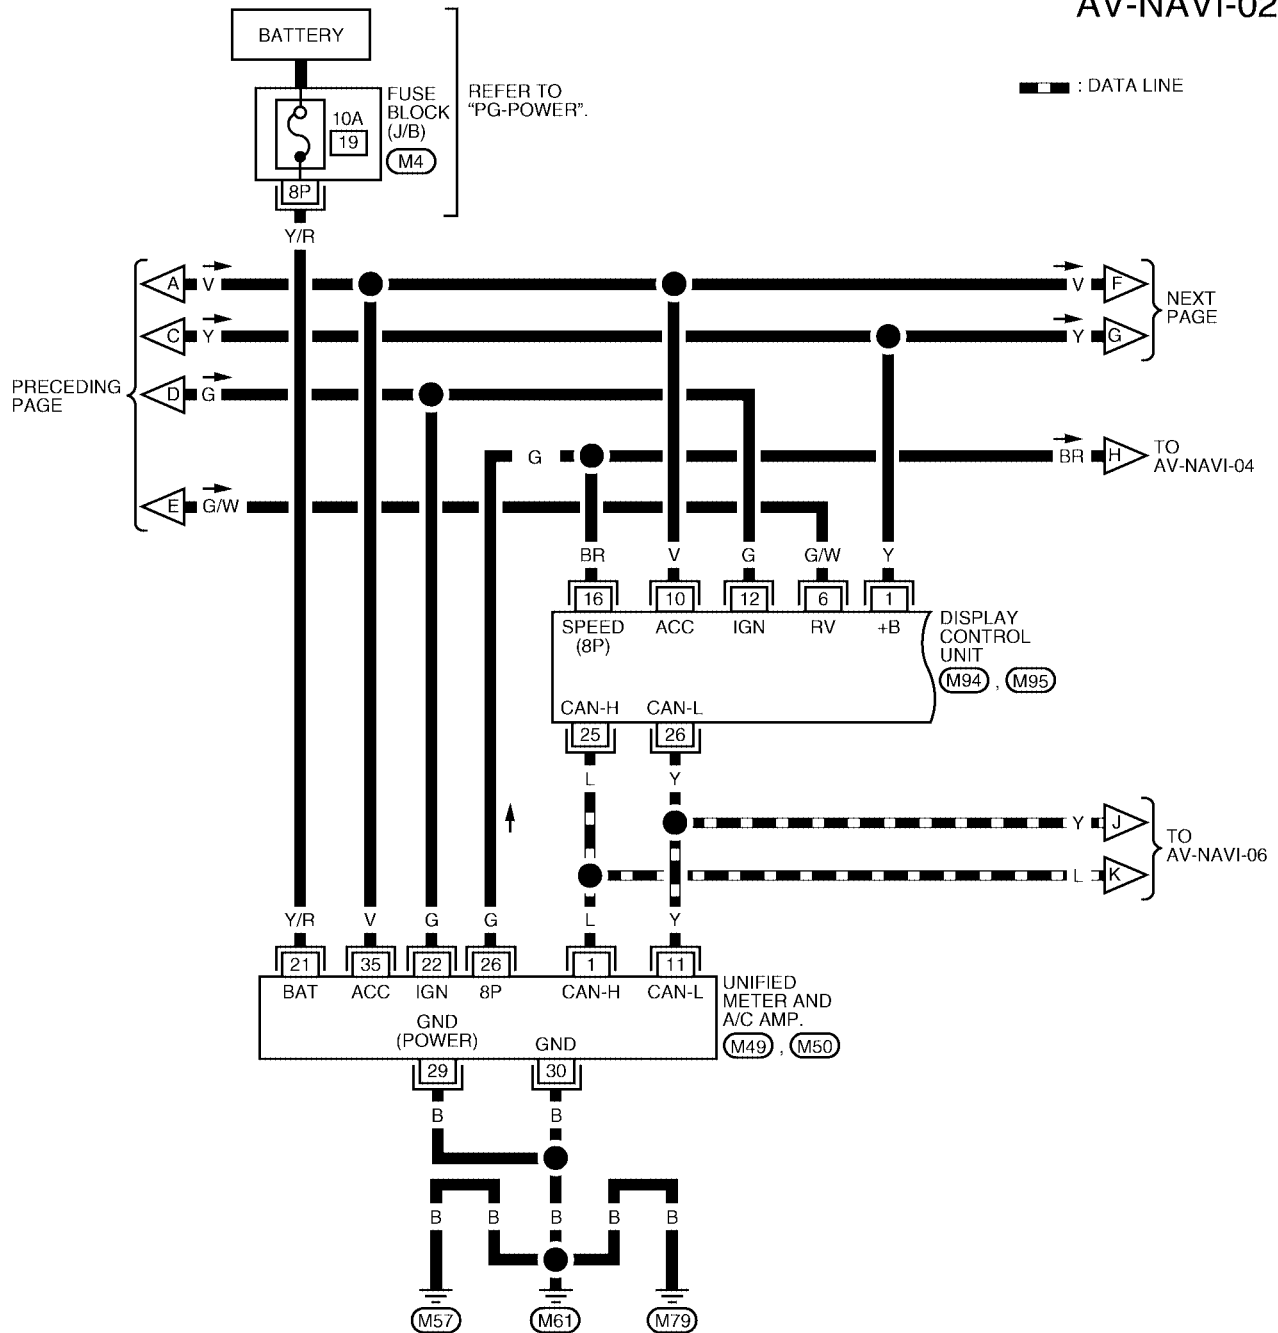 AV-NAVI-02
BATTERY
: DATA LINE
FUSE
BLOCK
(J/B)
REFER TO
"PG-POWER".
10A
19
M4
8P
Y/R
A V V F
NEXT
PAGE
C Y Y G
PRECEDING
PAGE
D G
G BR H
TO
AV-NAVI-04
E G/W
BR V G G/W Y
16 10 12 6 1
SPEED
(8P)
ACC IGN RV +B
DISPLAY
CONTROL
UNIT
M94 , M95
CAN-H CAN-L
25 26
L Y
Y J
TO
AV-NAVI-06
L K
Y/R V G G L Y
21 35 22 26 1 11
BAT ACC IGN 8P CAN-H CAN-L
UNIFIED
METER AND
A/C AMP.
M49 , M50
GND
(POWER)
GND
29 30
B B
B B B B B
M57 M61 M79